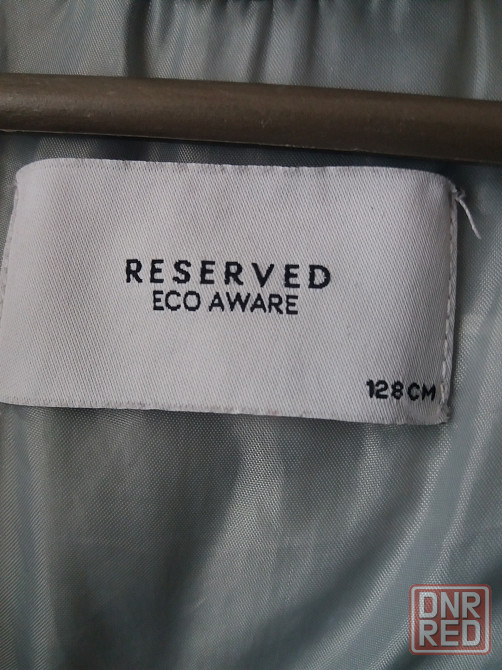 RESERVED
ECO AWARE
128 CM
DNR
RED